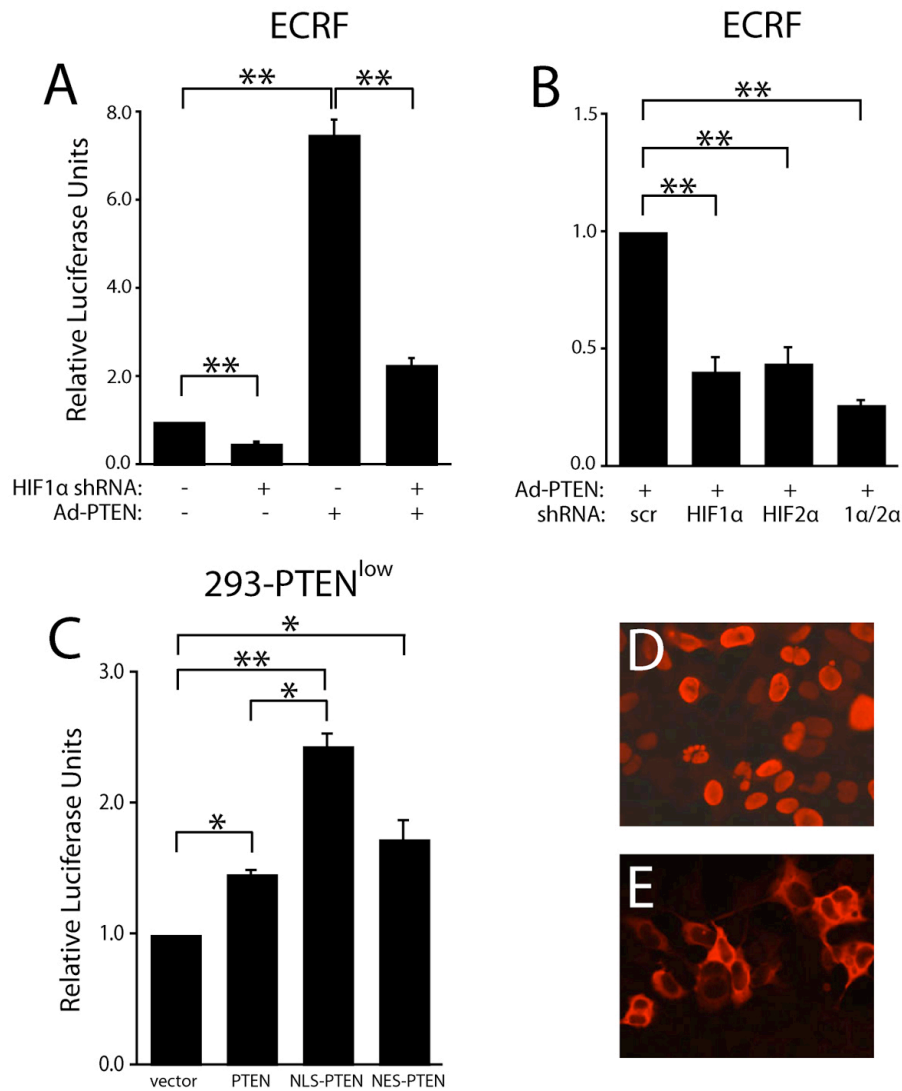 ECRF
A
** **
8.0
6.0
4.0
2.0
0.0
**
Relative Luciferase Units
HIF1α shRNA: - + - +
Ad-PTEN: - - + +
ECRF
B
**
**
**
1.5
1.0
0.5
0.0
Ad-PTEN: + + + +
shRNA: scr HIF1α HIF2α 1α/2α
293-PTENlow
C
*
**
*
*
3.0
2.0
1.0
0.0
Relative Luciferase Units
vector PTEN NLS-PTEN NES-PTEN
D
E